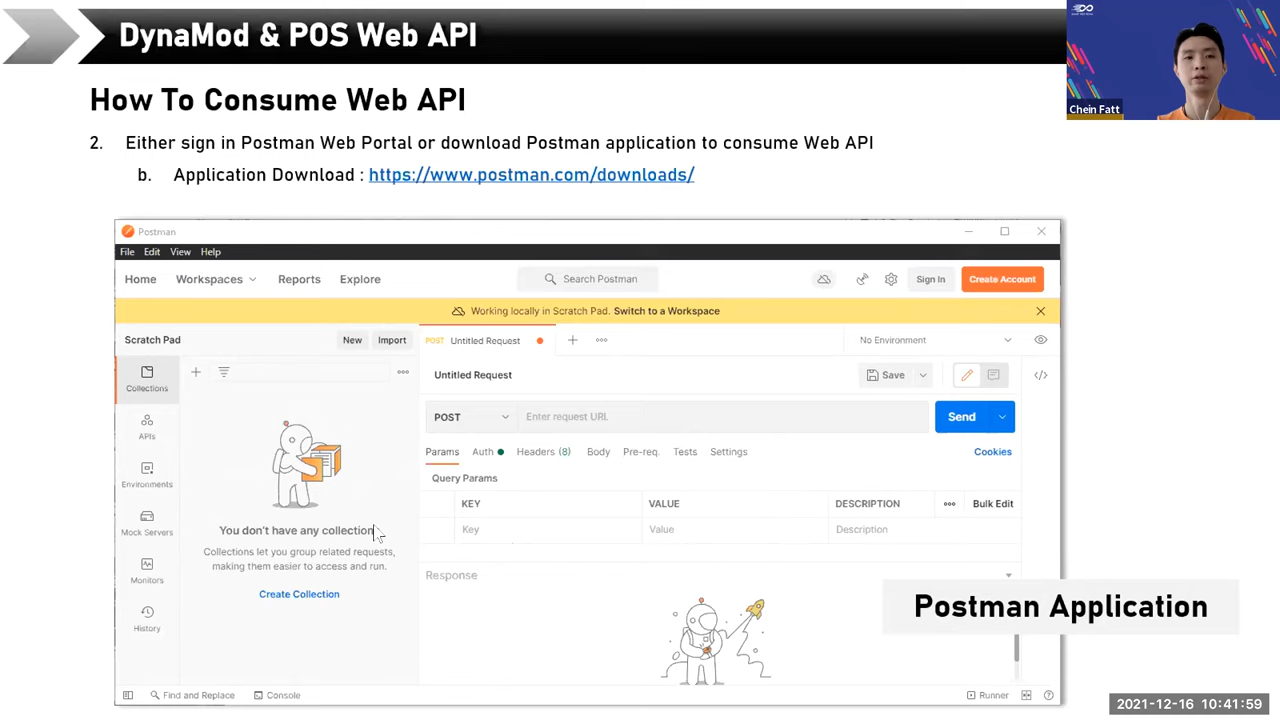 DynaMod & POS Web API
Chein Fatt
How To Consume Web API
2. Either sign in Postman Web Portal or download Postman application to consume Web API
b. Application Download : https://www.postman.com/downloads/
Postman
File Edit View Help
Home Workspaces Reports Explore Search Postman Sign In Create Account
Working locally in Scratch Pad. Switch to a Workspace
Scratch Pad New Import POST Untitled Request No Environment
Collections
Untitled Request Save
APIs
POST Enter request URL Send
Params Auth Headers (8) Body Pre-req. Tests Settings Cookies
Environments
Query Params
KEY VALUE DESCRIPTION Bulk Edit
Key Value Description
Mock Servers
You don't have any collection
Collections let you group related requests,
making them easier to access and run.
Monitors
Response
Create Collection
History
Postman Application
Find and Replace Console Runner
2021-12-16 10:41:59